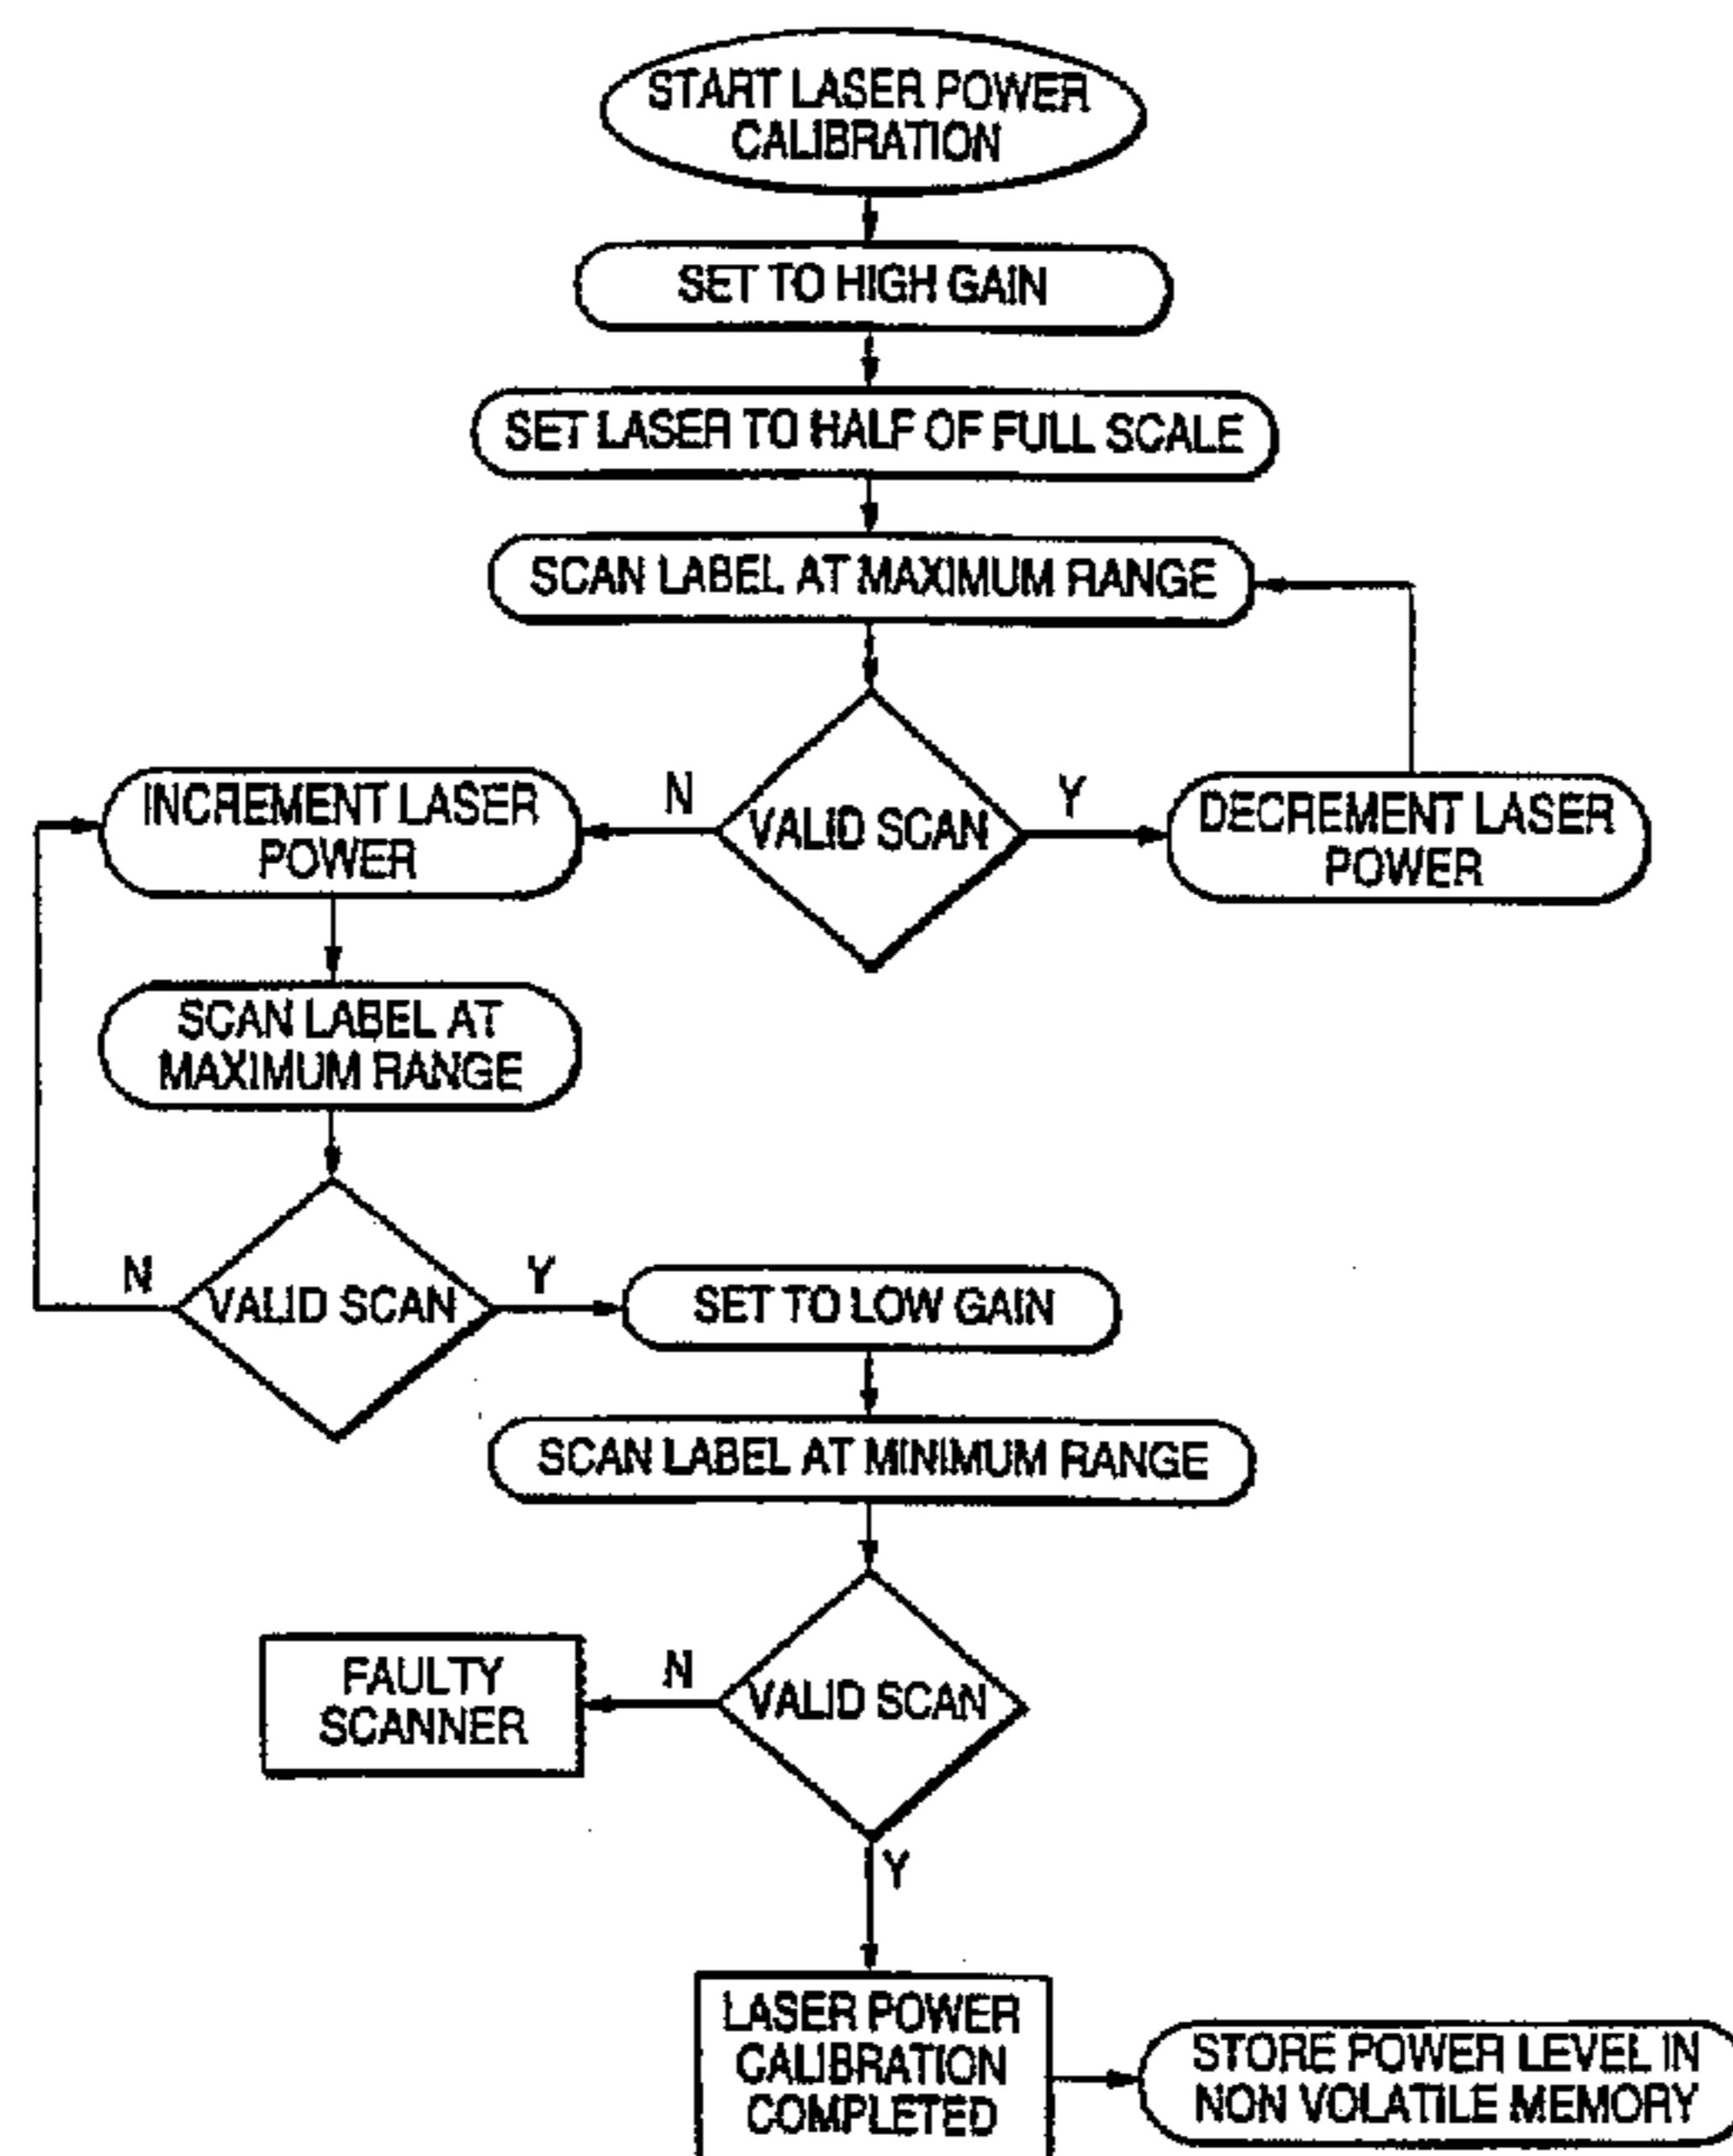 START LASER POWER
CALIBRATION
SET TO HIGH GAIN
SET LASER TO HALF OF FULL SCALE
SCAN LABEL AT MAXIMUM RANGE
INCREMENT LASER
POWER
N
VALID SCAN
Y
DECREMENT LASER
POWER
SCAN LABEL AT
MAXIMUM RANGE
N
VALID SCAN
Y
SET TO LOW GAIN
SCAN LABEL AT MINIMUM RANGE
FAULTY
SCANNER
N
VALID SCAN
Y
LASER POWER
CALIBRATION
COMPLETED
STORE POWER LEVEL IN
NON VOLATILE MEMORY